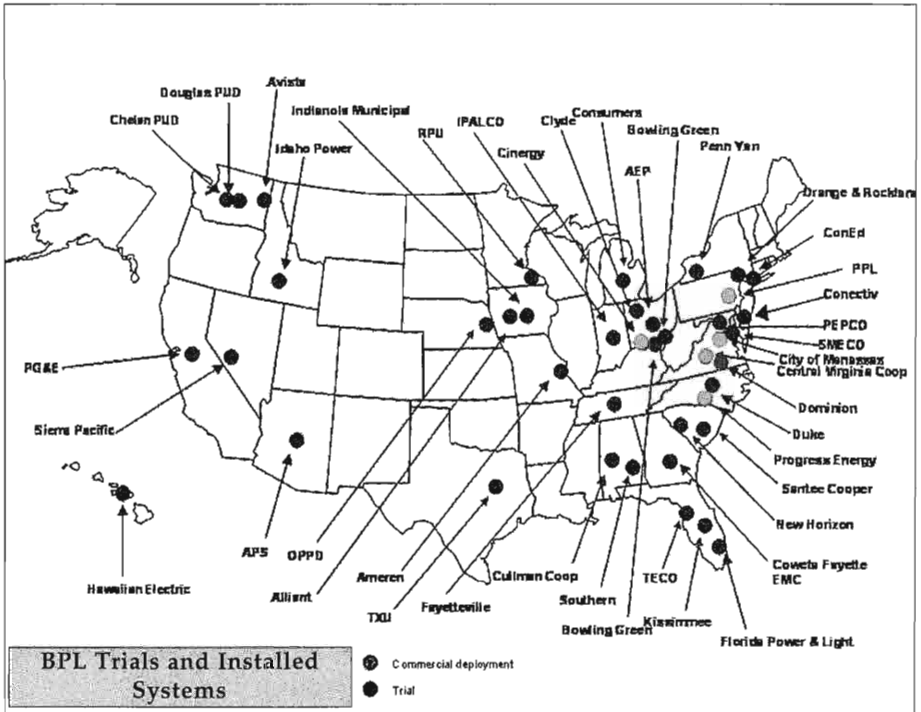 Avista
Douglas PUD
Indianola Municipal
Chelan PUD
RPU
IPALCO
Clyde
Consumers
Bowling Green
Idaho Power
Cinergy
Penn Yan
AEP
Orange & Rockland
ConEd
PPL
Conectiv
PEPCO
SMECO
City of Manassas
Central Virginia Coop
PG&E
Dominion
Sierra Pacific
Duke
Progress Energy
Santee Cooper
New Horizon
APS
OPPD
Coweta Fayette
EMC
Hawaiian Electric
Alliant
Ameren
Cullman Coop
TECO
TXU
Fayetteville
Southern
Kissimmee
Bowling Green
Florida Power & Light
BPL Trials and Installed
Systems
Commercial deployment
Trial